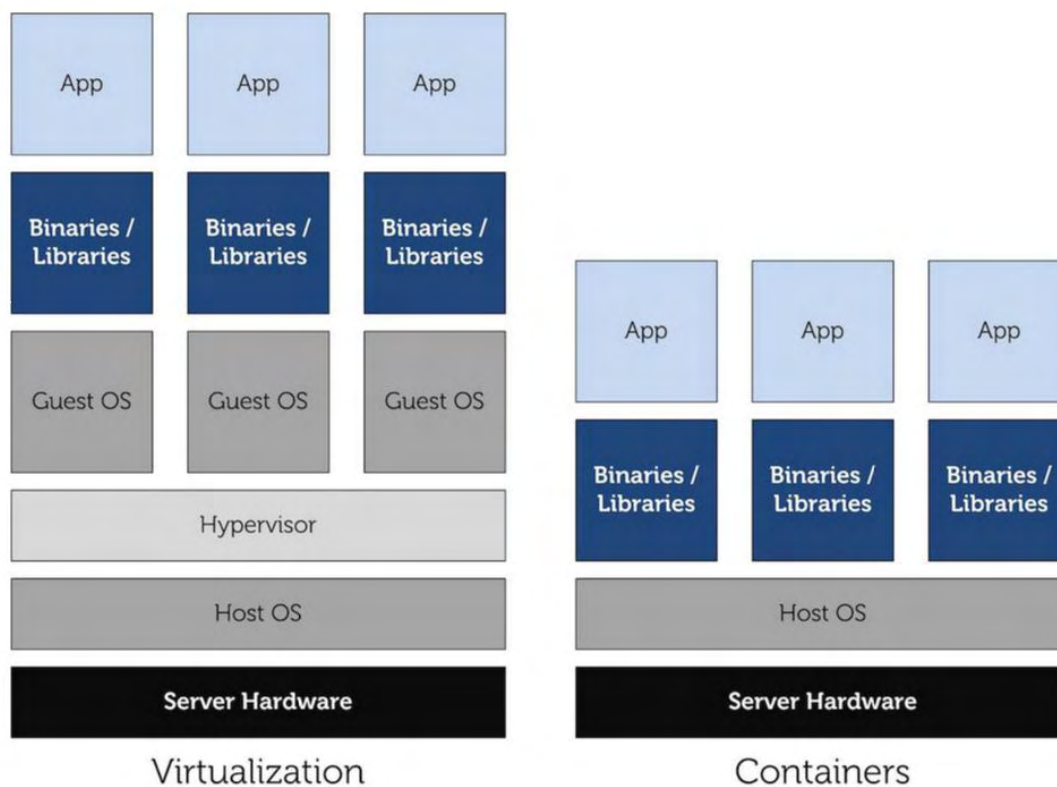 App
App
App
Binaries /
Libraries
Binaries /
Libraries
Binaries /
Libraries
Guest OS
Guest OS
Guest OS
Hypervisor
Host OS
Server Hardware
Virtualization
App
App
App
Binaries /
Libraries
Binaries /
Libraries
Binaries /
Libraries
Host OS
Server Hardware
Containers